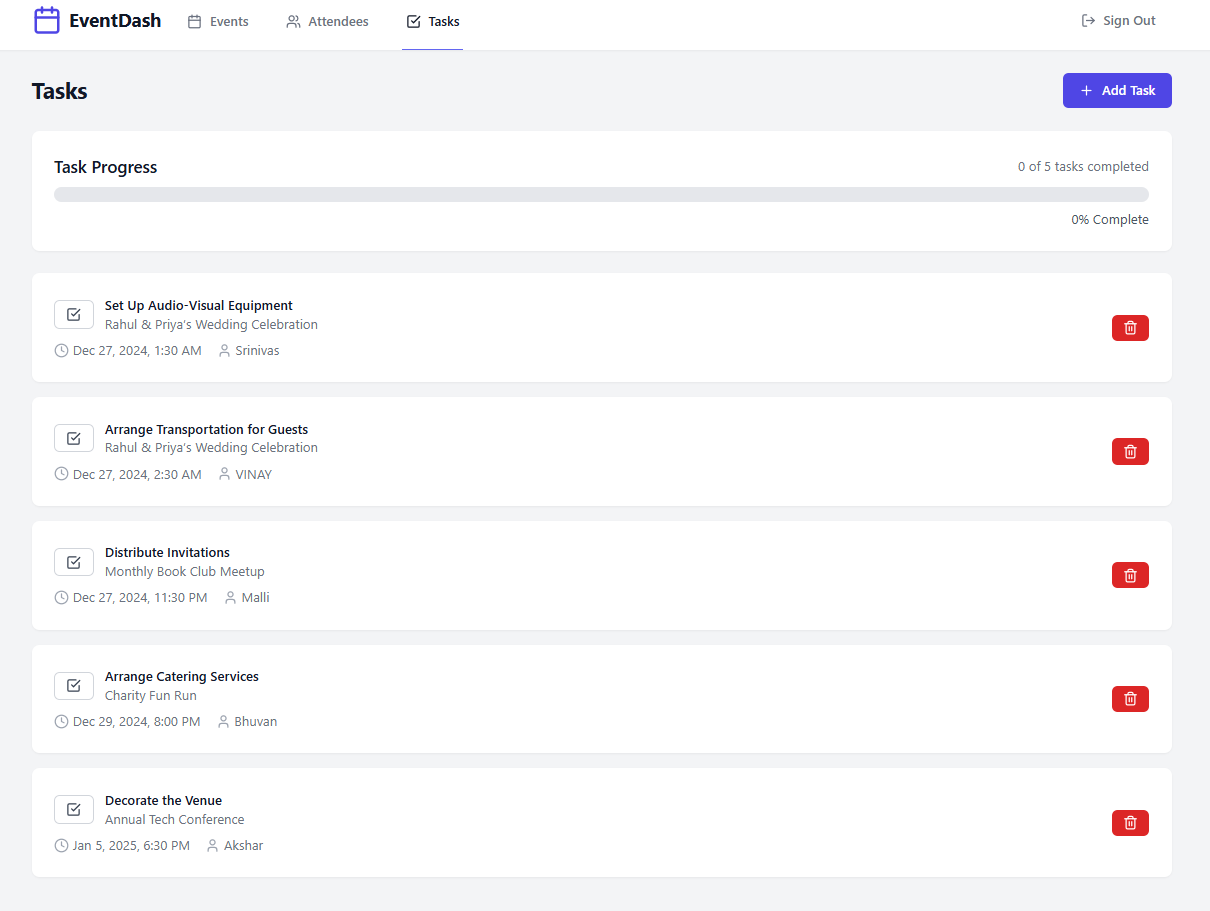 EventDash
Events
Attendees
Tasks
Sign Out
Tasks
Add Task
Task Progress
0 of 5 tasks completed
0% Complete
Set Up Audio-Visual Equipment
Rahul & Priya's Wedding Celebration
Dec 27, 2024, 1:30 AM Srinivas
Arrange Transportation for Guests
Rahul & Priya's Wedding Celebration
Dec 27, 2024, 2:30 AM VINAY
Distribute Invitations
Monthly Book Club Meetup
Dec 27, 2024, 11:30 PM Malli
Arrange Catering Services
Charity Fun Run
Dec 29, 2024, 8:00 PM Bhuvan
Decorate the Venue
Annual Tech Conference
Jan 5, 2025, 6:30 PM Akshar